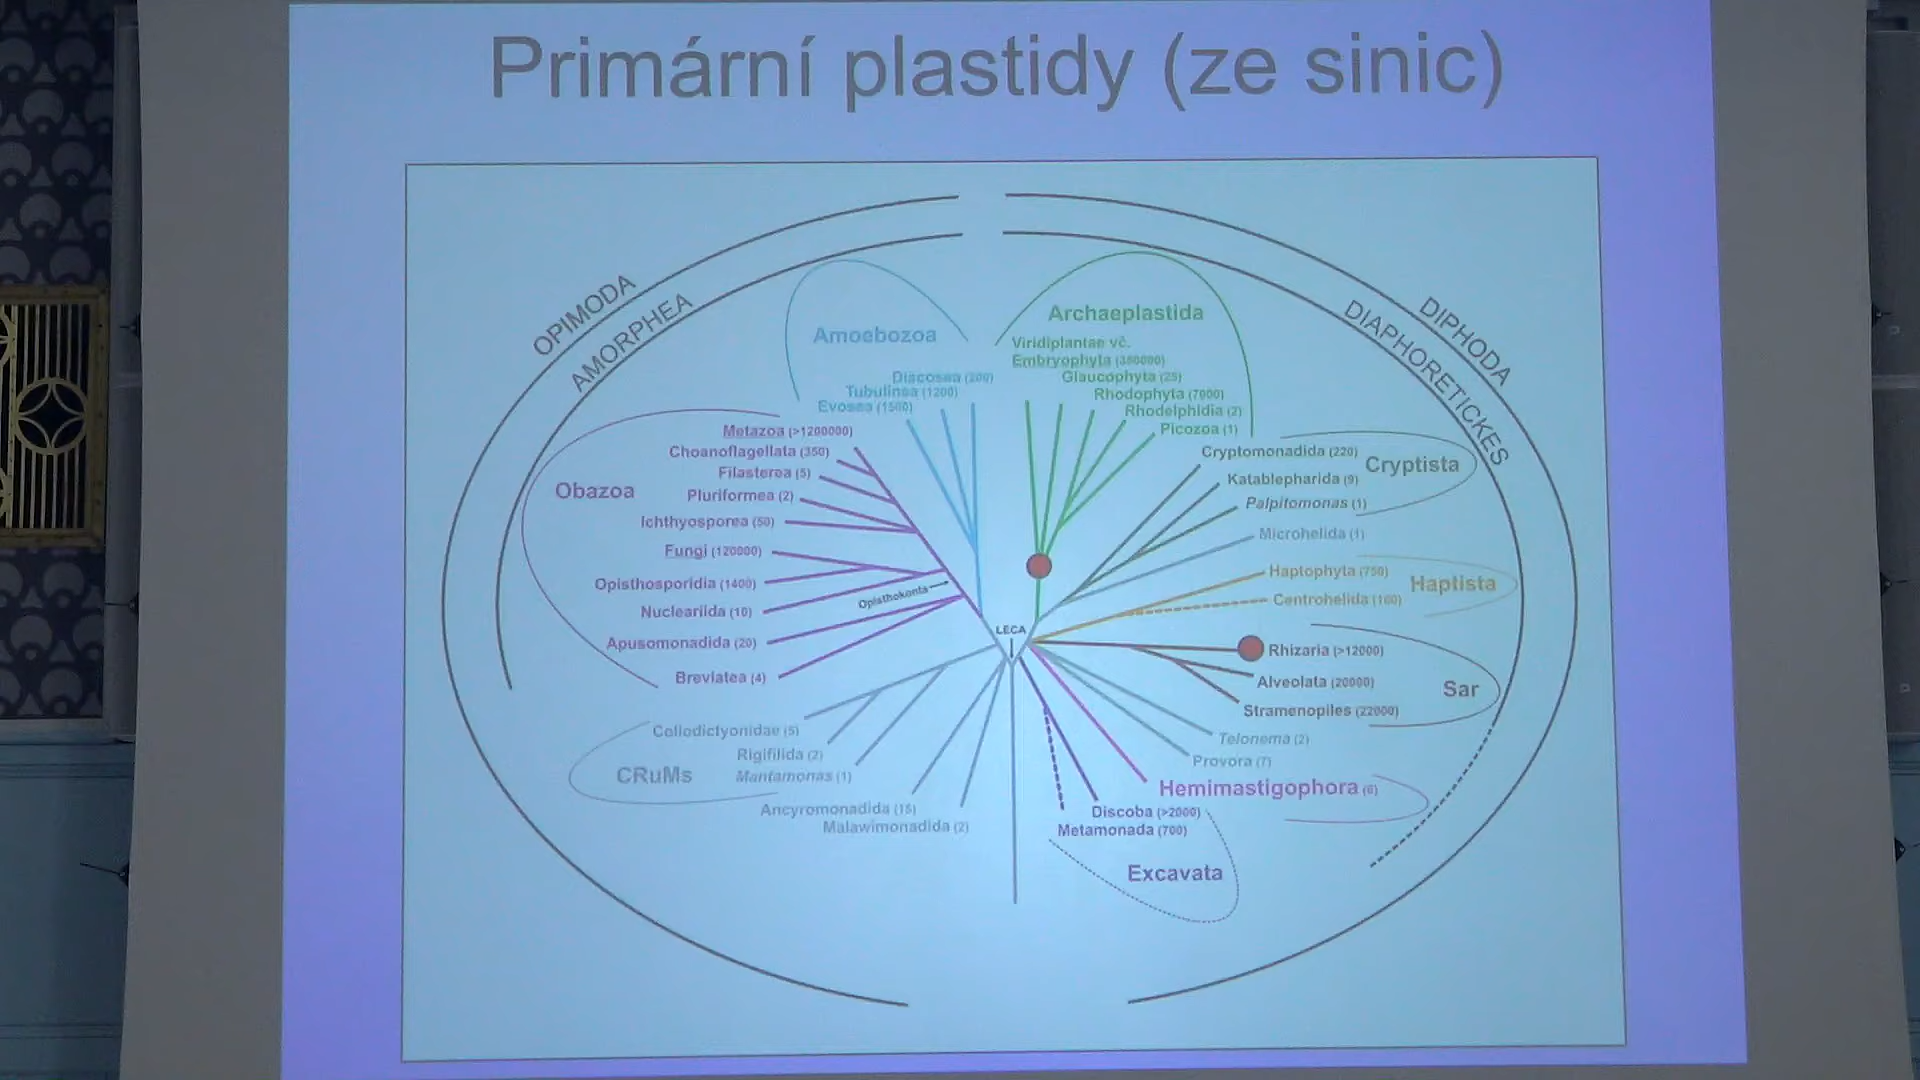 Primární plastidy (ze sinic)
OPIMODA
AMORPHEA
DIPHODA
DIAPHORETICKES
Amoebozoa
Discosea (200)
Tubulinea (1200)
Evosea (1500)
Archaeplastida
Viridiplantae vč.
Embryophyta (380000)
Glaucophyta (25)
Rhodophyta (7000)
Rhodelphidia (2)
Picozoa (1)
Obazoa
Metazoa (>1200000)
Choanoflagellata (350)
Filasterea (5)
Pluriformea (2)
Ichthyosporea (50)
Fungi (120000)
Opisthosporidia (1400)
Nucleariida (10)
Opisthokonta
Apusomonadida (20)
Breviatea (4)
LECA
Cryptomonadida (220)
Katablepharida (9)
Palpitomonas (1)
Cryptista
Microhelida (1)
Haptophyta (750)
Centrohelida (100)
Haptista
Rhizaria (>12000)
Alveolata (20000)
Stramenopiles (22000)
Sar
Telonema (2)
Provora (7)
Hemimastigophora (6)
Discoba (>2000)
Metamonada (700)
Excavata
Collodictyonidae (5)
Rigifilida (2)
Mantamonas (1)
CRuMs
Ancyromonadida (15)
Malawimonadida (2)